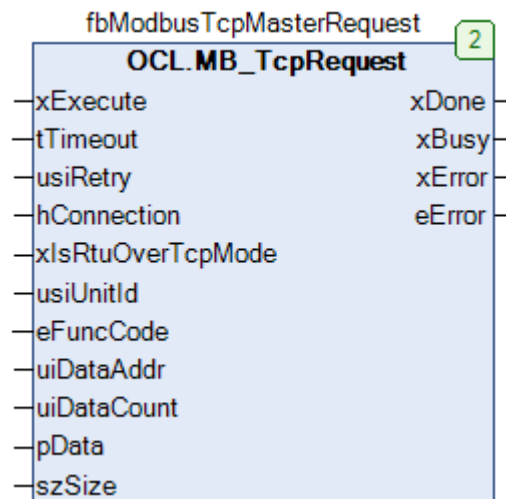 fbModbusTcpMasterRequest
2
OCL.MB_TcpRequest
xExecute xDone
tTimeout xBusy
usiRetry xError
hConnection eError
xIsRtuOverTcpMode
usiUnitId
eFuncCode
uiDataAddr
uiDataCount
pData
szSize